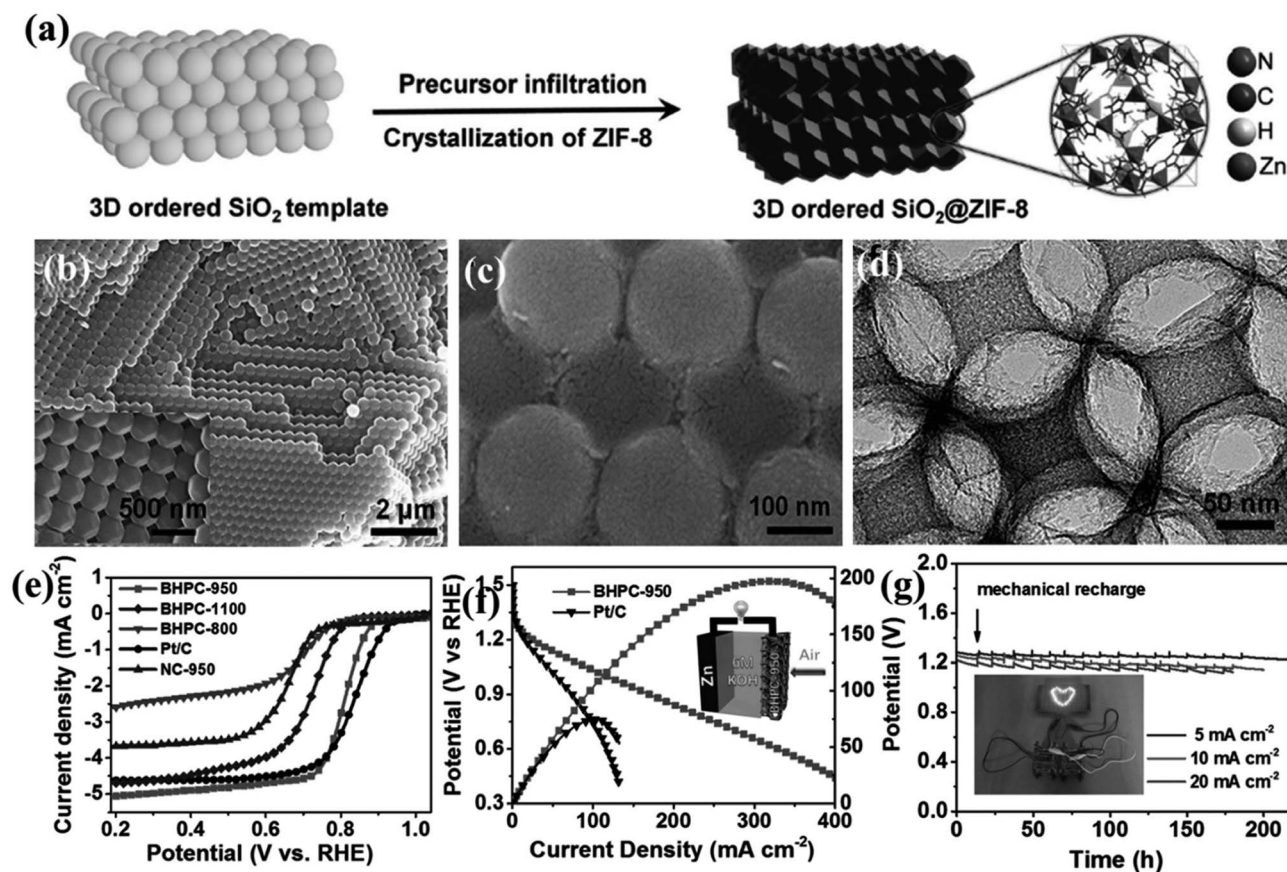 (a)
Precursor infiltration
Crystallization of ZIF-8
3D ordered SiO₂ template
3D ordered SiO₂@ZIF-8
N
C
H
Zn
(b)
500 nm
2 µm
(c)
100 nm
(d)
50 nm
(e)
Current density (mA cm⁻²)
1
0
-1
-2
-3
-4
-5
BHPC-950
BHPC-1100
BHPC-800
Pt/C
NC-950
0.2 0.4 0.6 0.8 1.0
Potential (V vs. RHE)
(f)
Potential (V vs RHE)
1.5
1.2
0.9
0.6
0.3
BHPC-950
Pt/C
Zn
6M
KOH
BHPC-950
Air
200
150
100
75
50
0
0 100 200 300 400
Current Density (mA cm⁻²)
(g)
Potential (V)
2.0
1.6
1.2
0.8
0.4
0.0
mechanical recharge
5 mA cm⁻²
10 mA cm⁻²
20 mA cm⁻²
0 50 100 150 200
Time (h)